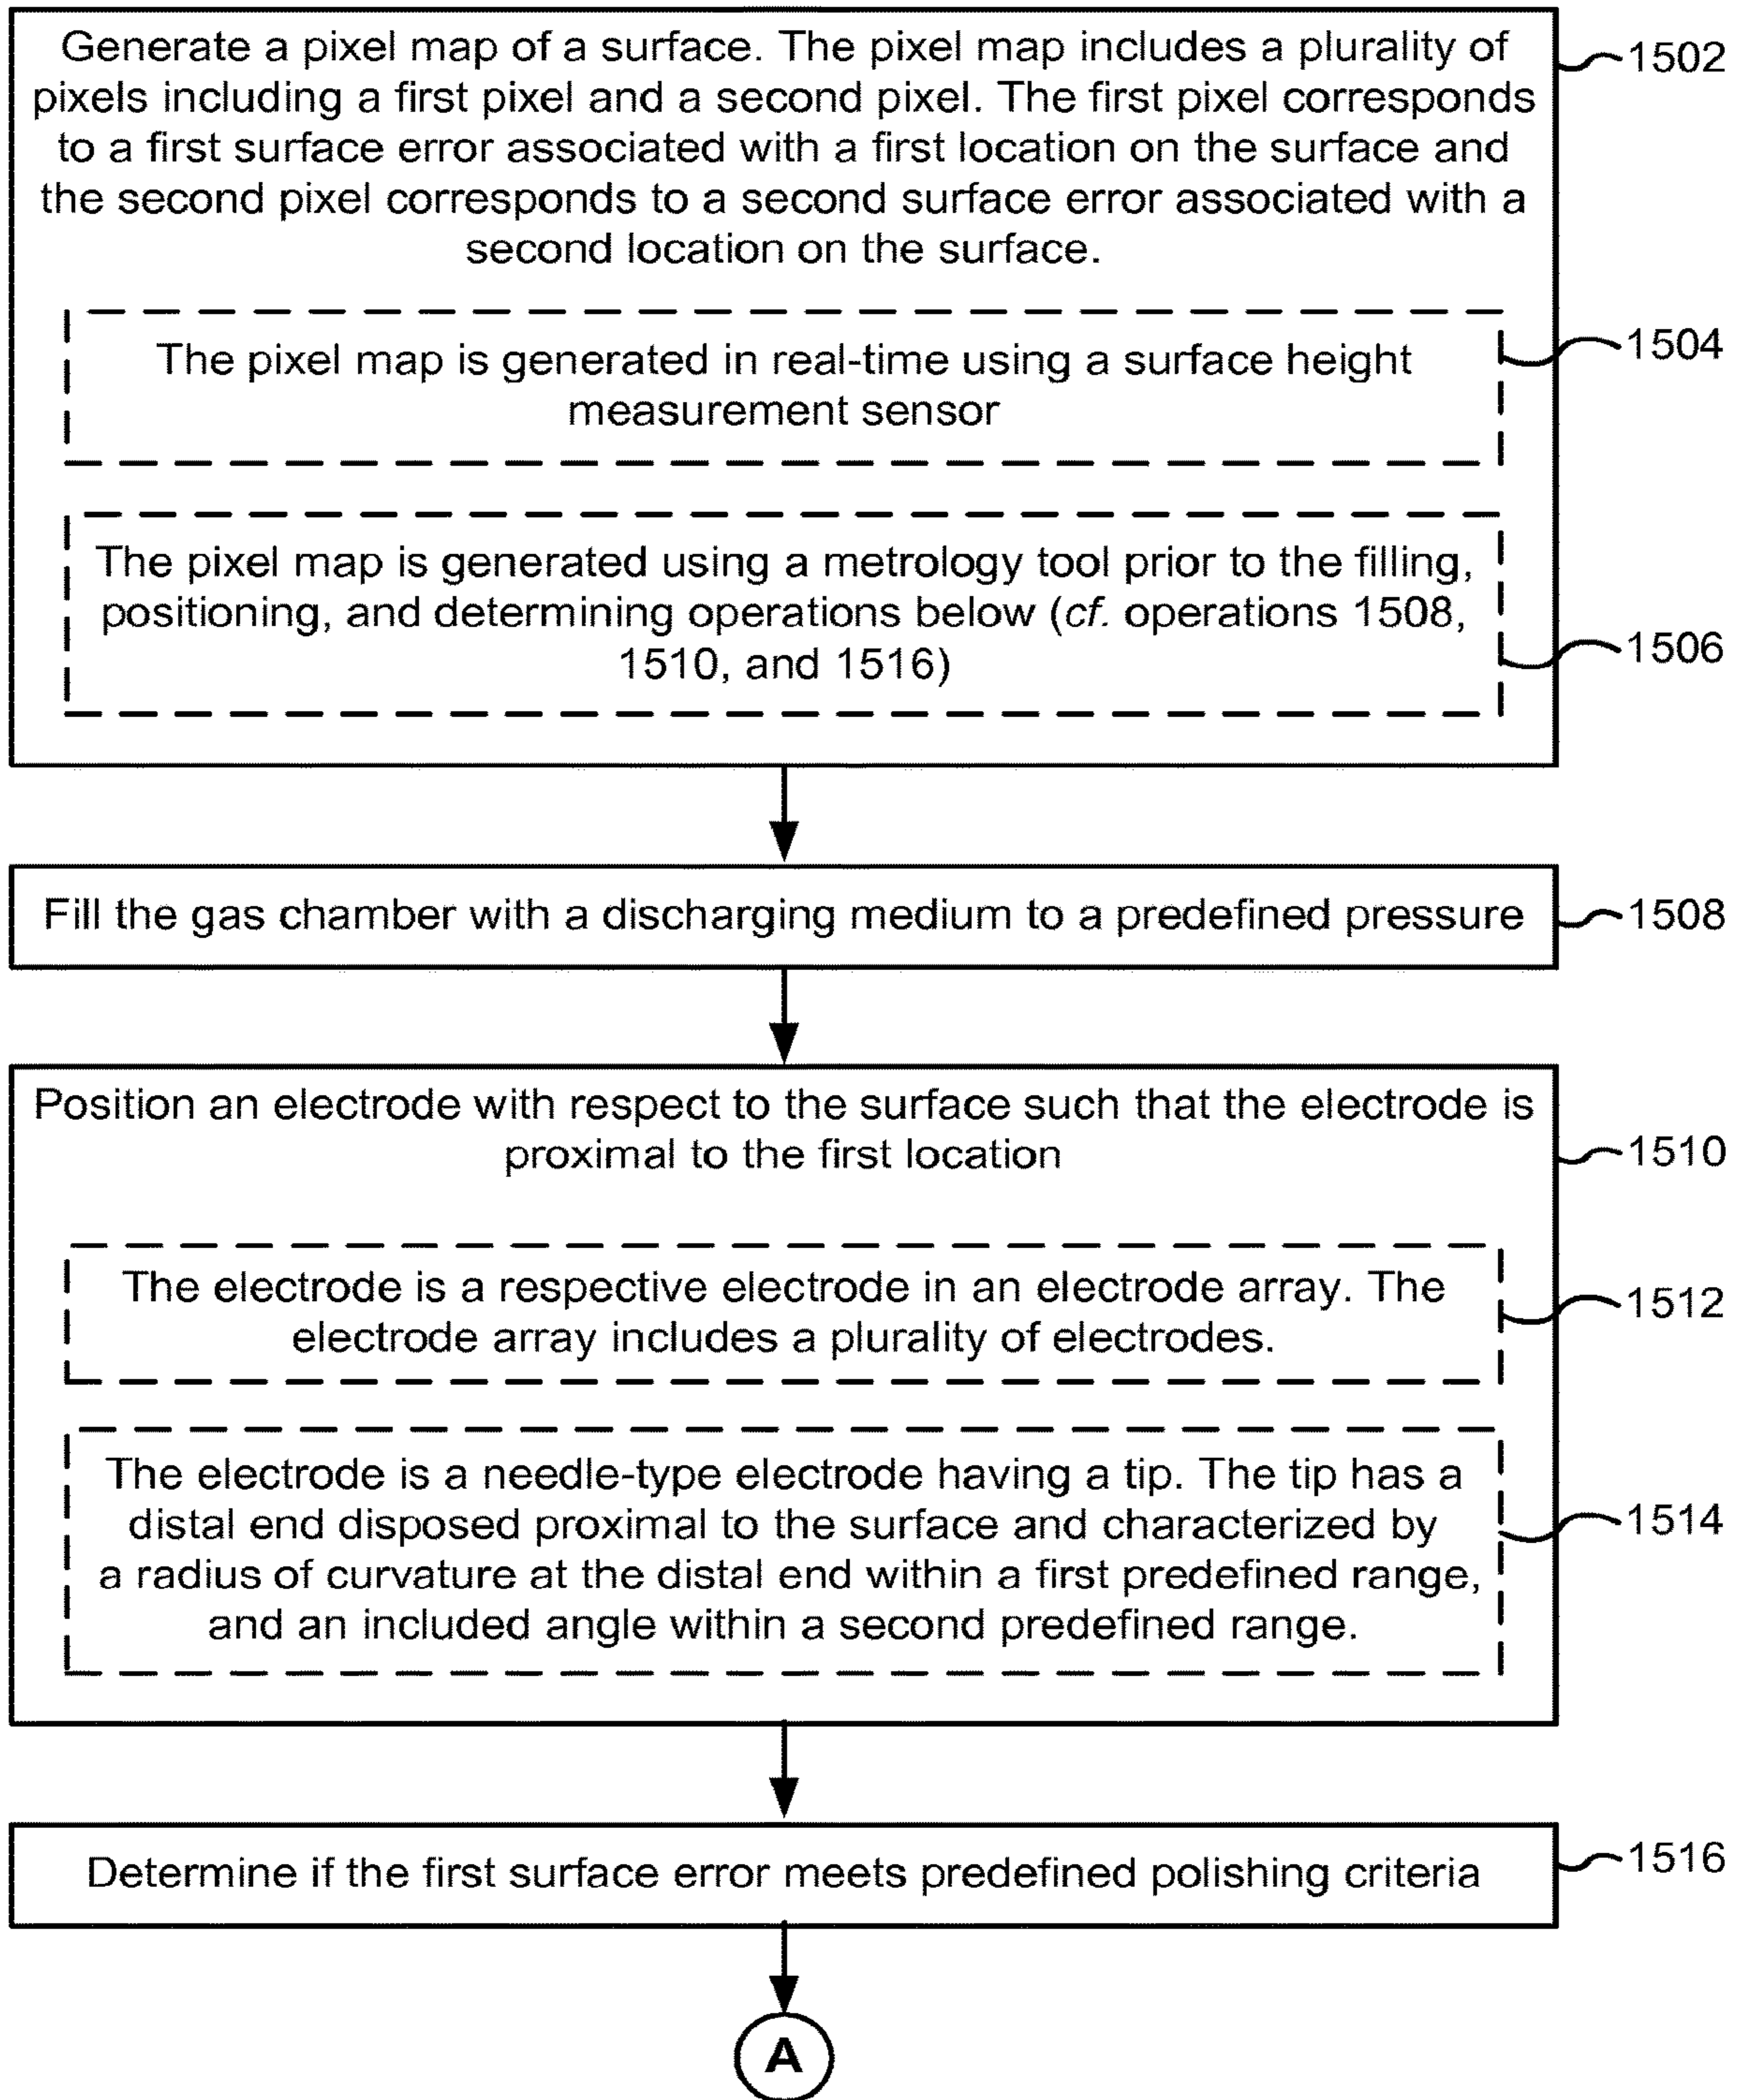 Generate a pixel map of a surface. The pixel map includes a plurality of
pixels including a first pixel and a second pixel. The first pixel corresponds
to a first surface error associated with a first location on the surface and
the second pixel corresponds to a second surface error associated with a
second location on the surface.
1502
The pixel map is generated in real-time using a surface height
measurement sensor
1504
The pixel map is generated using a metrology tool prior to the filling,
positioning, and determining operations below (cf. operations 1508,
1510, and 1516)
1506
Fill the gas chamber with a discharging medium to a predefined pressure
1508
Position an electrode with respect to the surface such that the electrode is
proximal to the first location
1510
The electrode is a respective electrode in an electrode array. The
electrode array includes a plurality of electrodes.
1512
The electrode is a needle-type electrode having a tip. The tip has a
distal end disposed proximal to the surface and characterized by
a radius of curvature at the distal end within a first predefined range,
and an included angle within a second predefined range.
1514
Determine if the first surface error meets predefined polishing criteria
1516
A